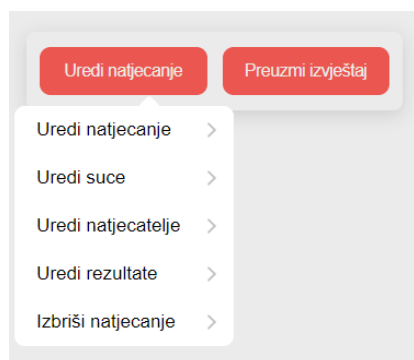 Uredi natjecanje
Preuzmi izvještaj
Uredi natjecanje
Uredi suce
Uredi natjecatelje
Uredi rezultate
Izbriši natjecanje